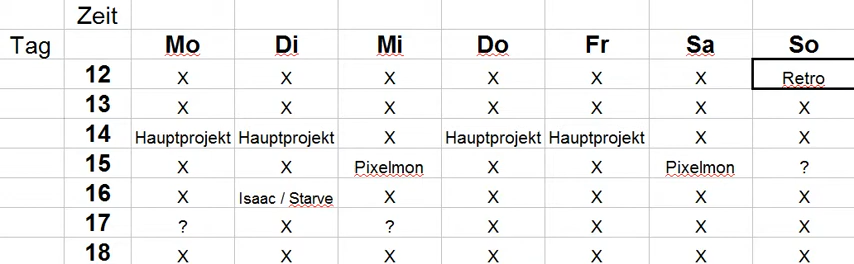 Zeit
Tag Mo Di Mi Do Fr Sa So
12 X X X X X X Retro
13 X X X X X X X
14 Hauptprojekt Hauptprojekt X Hauptprojekt Hauptprojekt X X
15 X X Pixelmon X X Pixelmon ?
16 X Isaac / Starve X X X X X
17 ? X ? X X X X
18 X X X X X X X